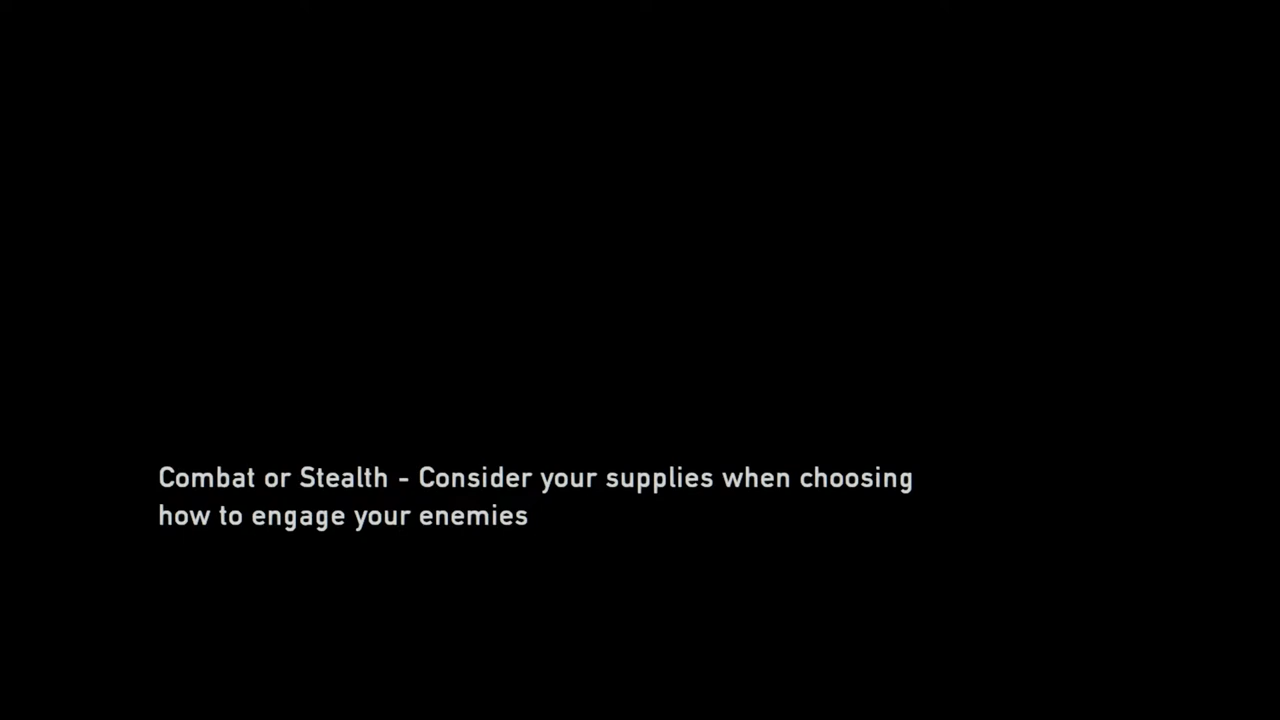 Combat or Stealth - Consider your supplies when choosing
how to engage your enemies